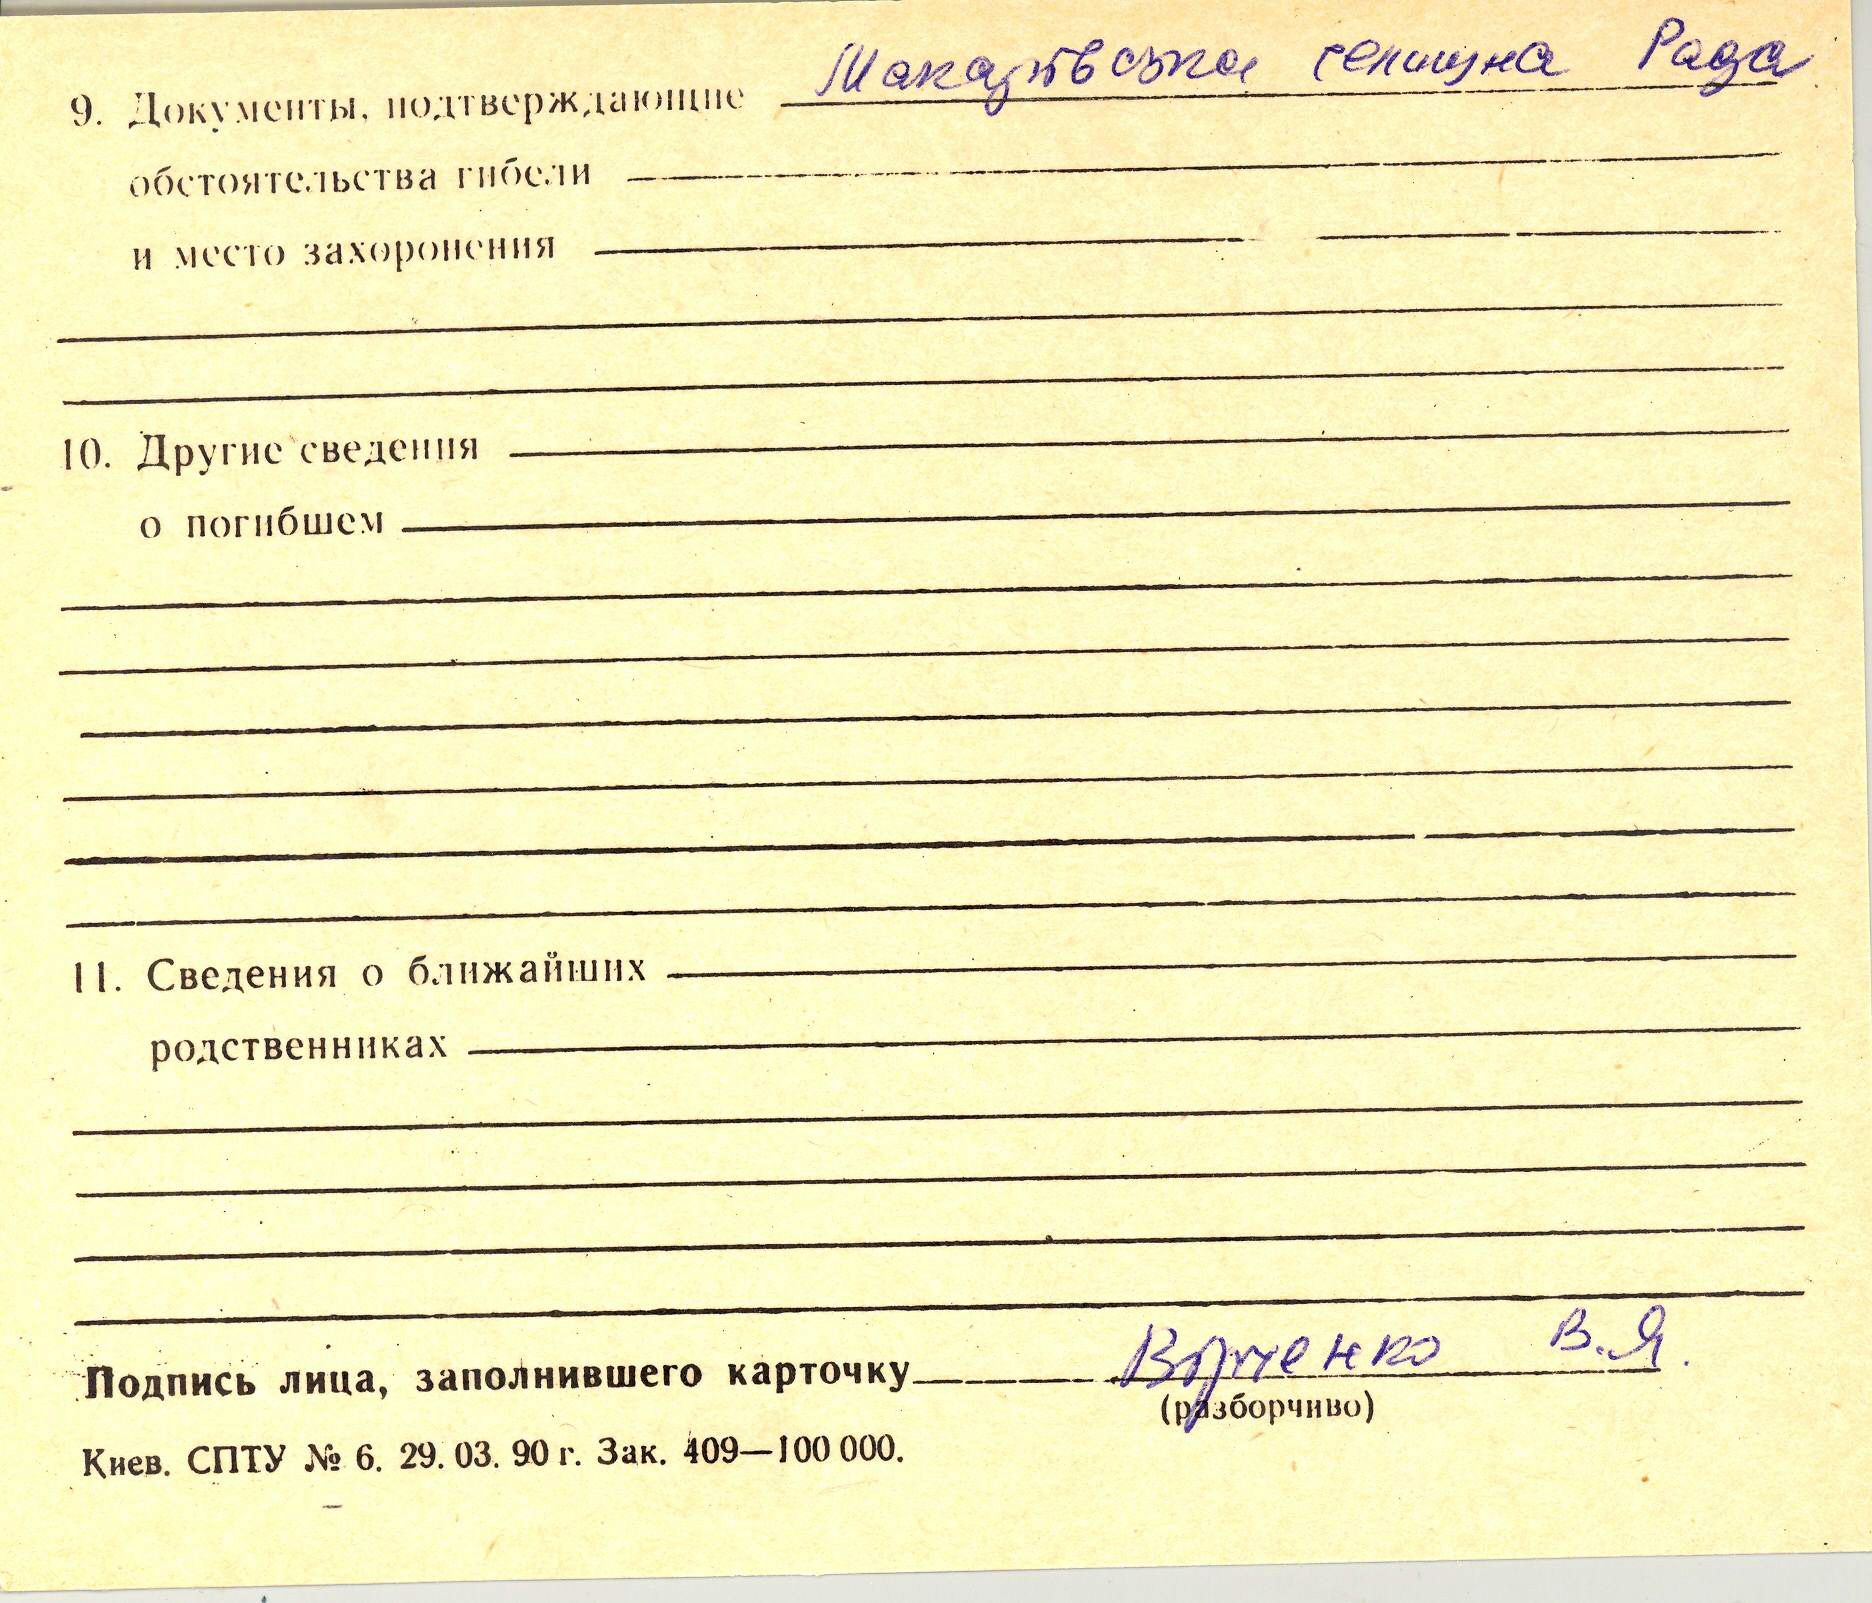 9. Документы, подтверждающие Макарівська селищна Рада
обстоятельства гибели
и место захоронения
10. Другие сведения
о погибшем
11. Сведения о ближайших
родственниках
Подпись лица, заполнившего карточку В.Я.
(разборчиво)
Киев. СПТУ № 6. 29. 03. 90 г. Зак. 409—100 000.